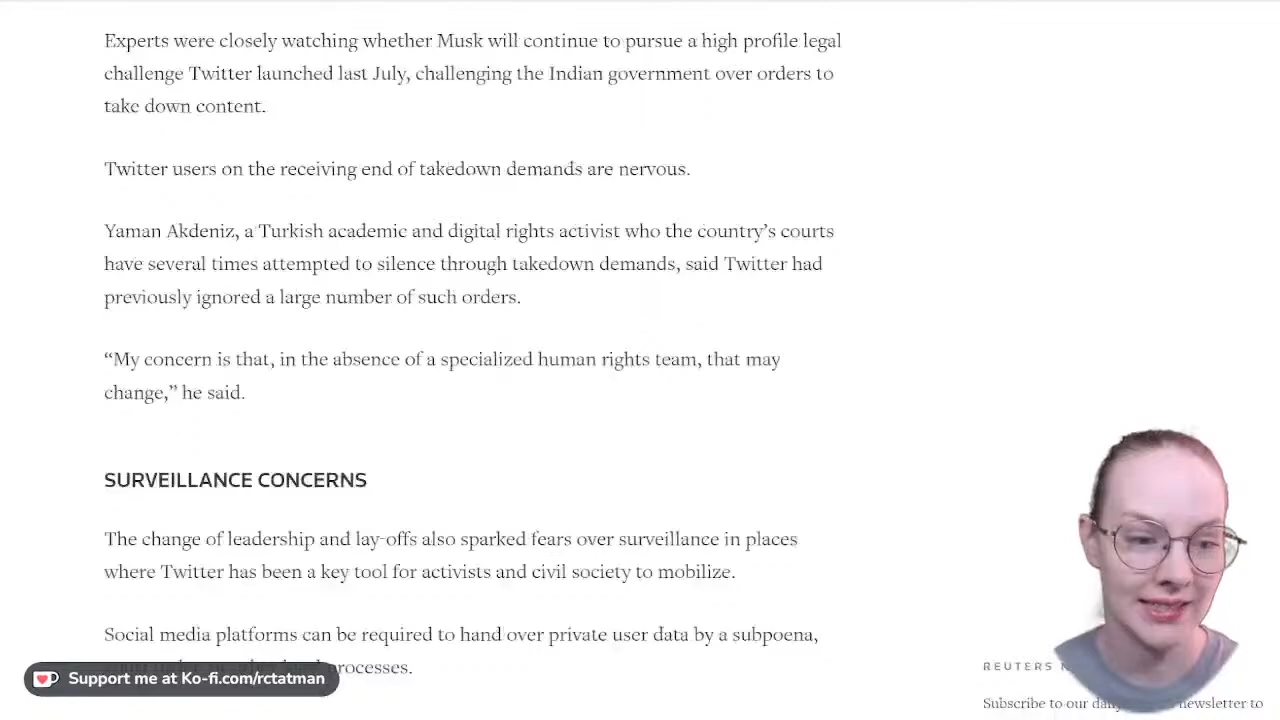 Experts were closely watching whether Musk will continue to pursue a high profile legal
challenge Twitter launched last July, challenging the Indian government over orders to
take down content.
Twitter users on the receiving end of takedown demands are nervous.
Yaman Akdeniz, a Turkish academic and digital rights activist who the country’s courts
have several times attempted to silence through takedown demands, said Twitter had
previously ignored a large number of such orders.
“My concern is that, in the absence of a specialized human rights team, that may
change,” he said.
SURVEILLANCE CONCERNS
The change of leadership and lay-offs also sparked fears over surveillance in places
where Twitter has been a key tool for activists and civil society to mobilize.
Social media platforms can be required to hand over private user data by a subpoena,
processes.
Support me at Ko-fi.com/rctatman
REUTERS
Subscribe to our newsletter to